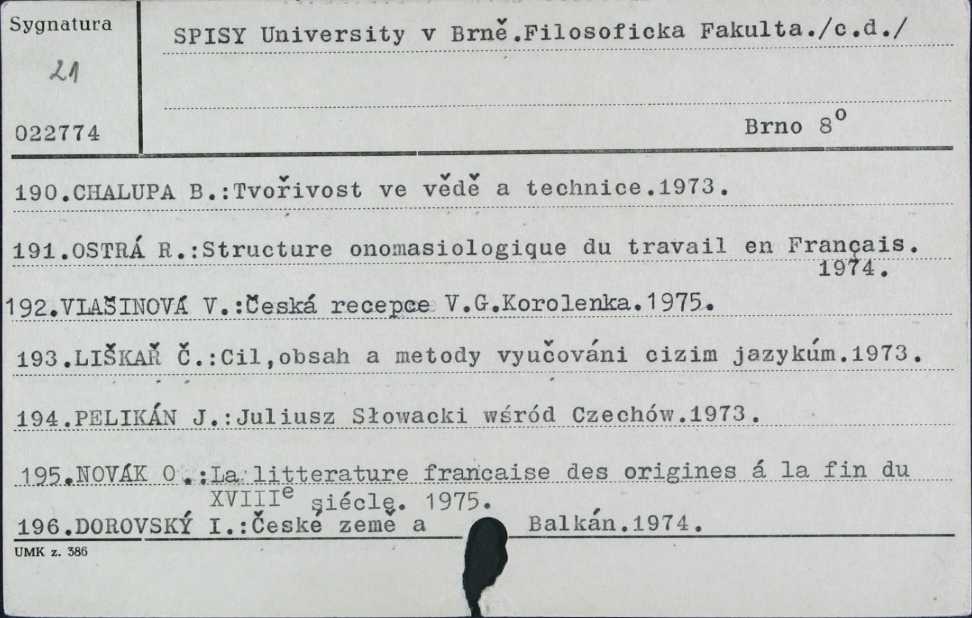 Sygnatura
21
022774
SPISY University v Brně.Filosoficka Fakulta./c.d./
Brno 8°
190.CHALUPA B.:Tvořivost ve vědě a technice.1973.
191.OSTRÁ R.:Structure onomasiologique du travail en Français.
1974.
192.VLAŠINOVÁ V.:Česká recepce V.G.Korolenka.1975.
193.LIŠKAŘ Č.:Cil,obsah a metody vyučováni cizim jazykúm.1973.
194.PELIKÁN J.:Juliusz Słowacki wśród Czechów.1973.
195.NOVÁK O.:La litterature francaise des origines á la fin du
XVIIIe siécle. 1975.
196.DOROVSKÝ I.:České země a Balkán.1974.
UMK z. 386